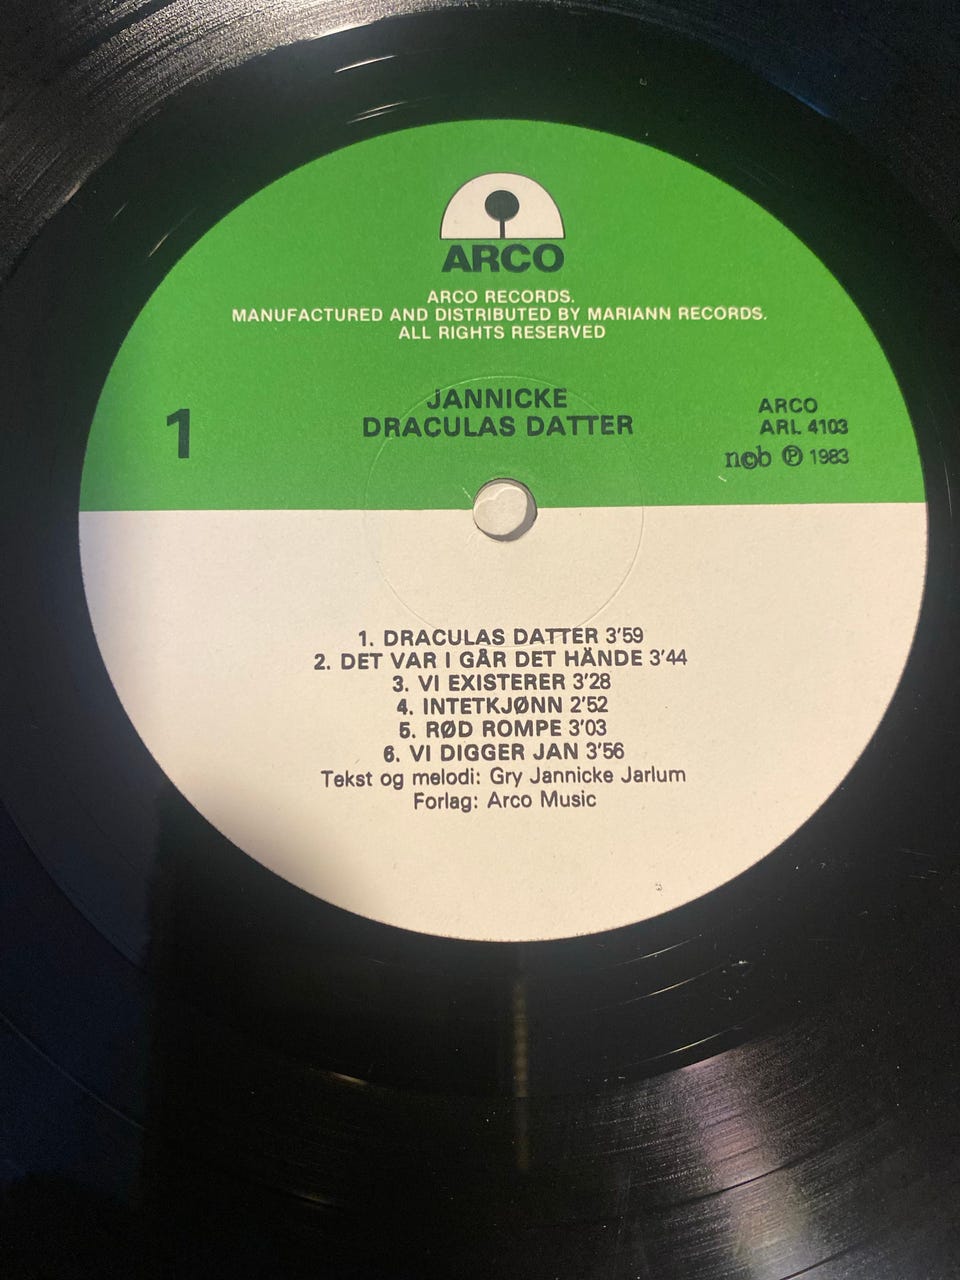 ARCO
ARCO RECORDS.
MANUFACTURED AND DISTRIBUTED BY MARIANN RECORDS.
ALL RIGHTS RESERVED
1
JANNICKE
DRACULAS DATTER
ARCO
ARL 4103
ncb Ⓟ 1983
1. DRACULAS DATTER 3'59
2. DET VAR I GÅR DET HÄNDE 3'44
3. VI EXISTERER 3'28
4. INTETKJØNN 2'52
5. RØD ROMPE 3'03
6. VI DIGGER JAN 3'56
Tekst og melodi: Gry Jannicke Jarlum
Forlag: Arco Music